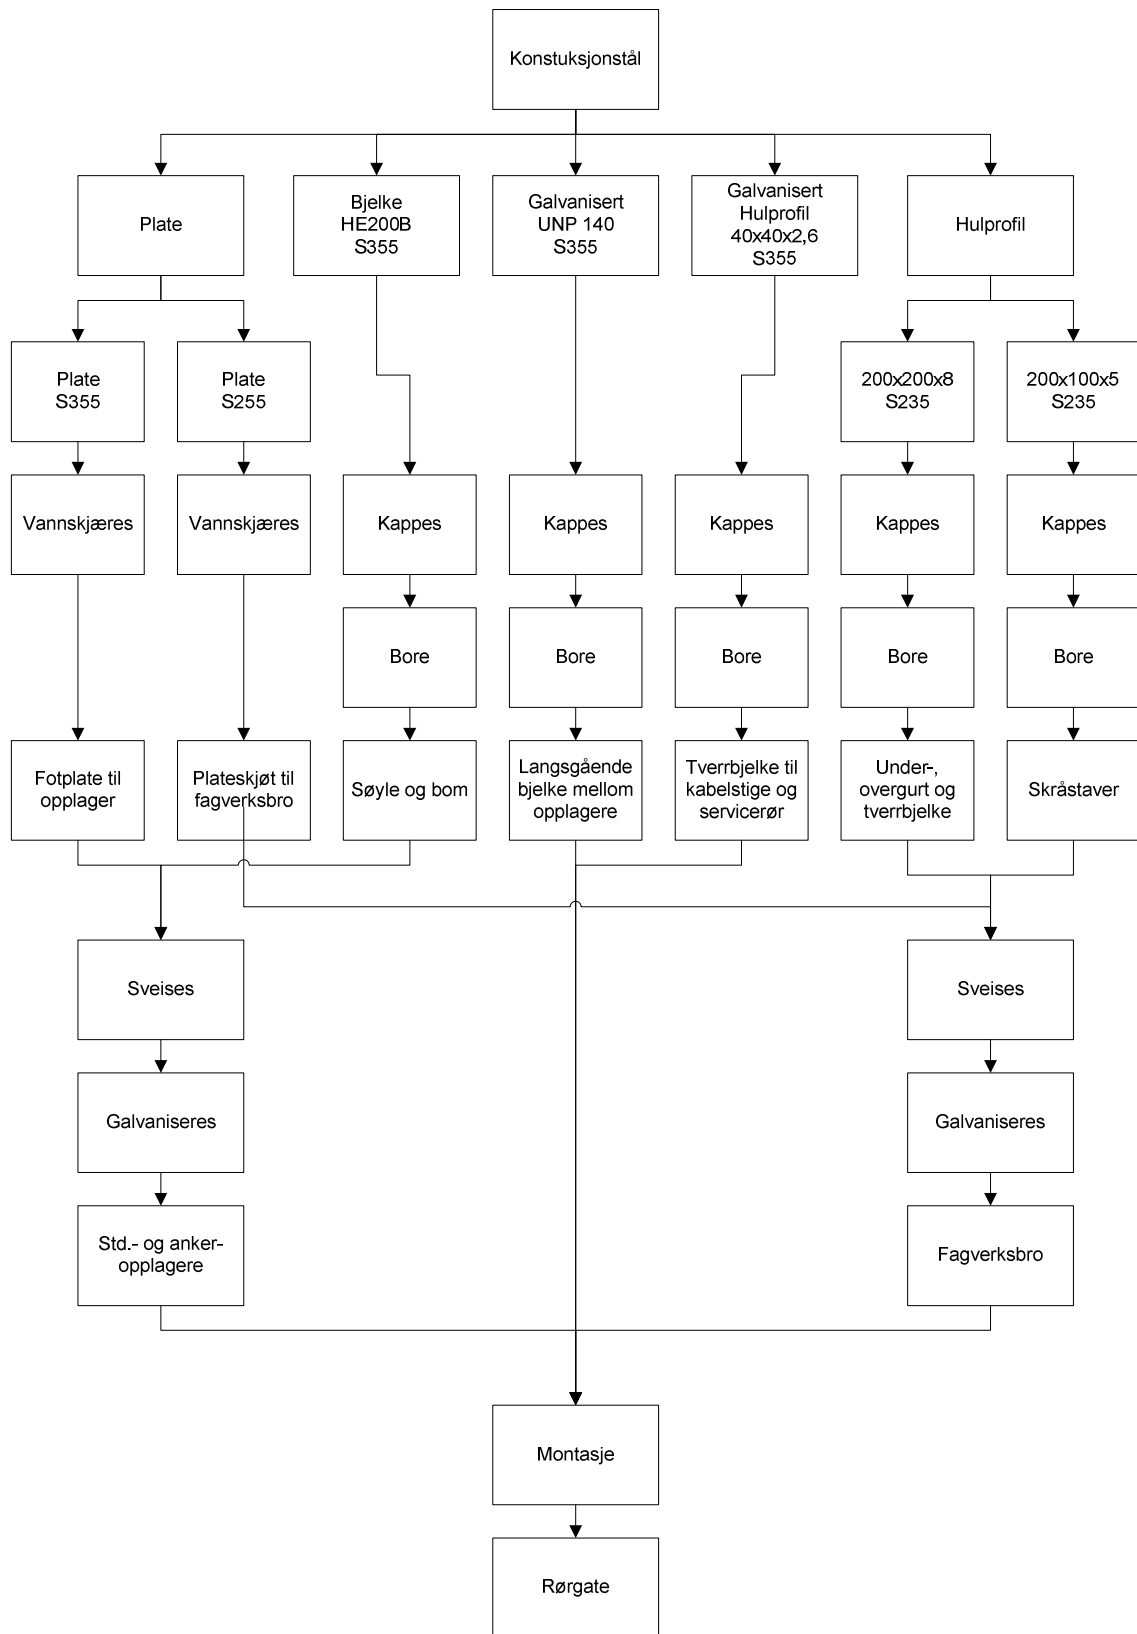 Konstuksjonstål
Plate
Bjelke
HE200B
S355
Galvanisert
UNP 140
S355
Galvanisert
Hulprofil
40x40x2,6
S355
Hulprofil
Plate
S355
Plate
S255
200x200x8
S235
200x100x5
S235
Vannskjæres
Vannskjæres
Kappes
Kappes
Kappes
Kappes
Kappes
Bore
Bore
Bore
Bore
Bore
Fotplate til
opplager
Plateskjøt til
fagverksbro
Søyle og bom
Langsgående
bjelke mellom
opplagere
Tverrbjelke til
kabelstige og
servicerør
Under-,
overgurt og
tverrbjelke
Skråstaver
Sveises
Sveises
Galvaniseres
Galvaniseres
Std.- og anker-
opplagere
Fagverksbro
Montasje
Rørgate